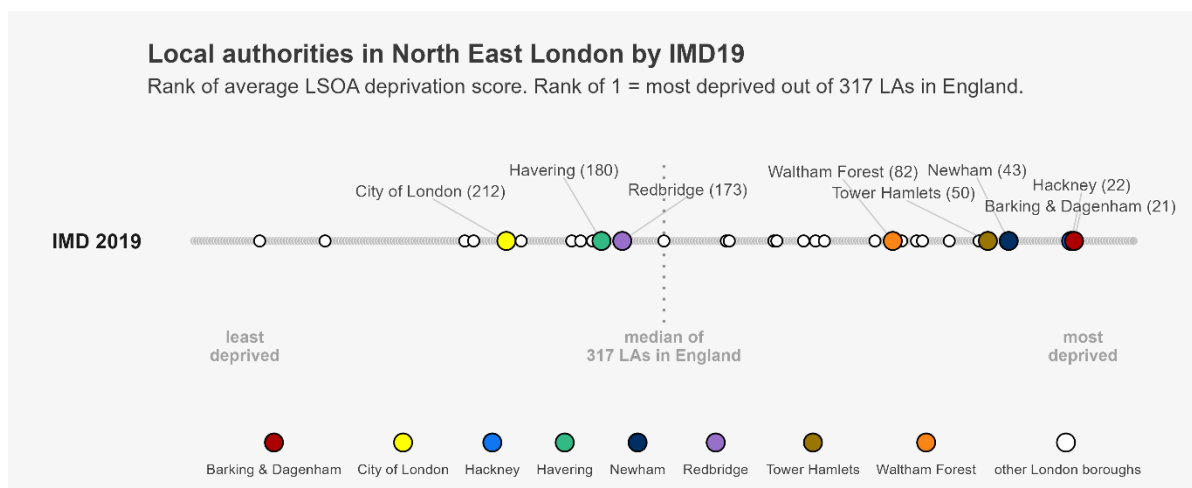 Local authorities in North East London by IMD19
Rank of average LSOA deprivation score. Rank of 1 = most deprived out of 317 LAs in England.
Havering (180)
Waltham Forest (82)
Newham (43)
City of London (212)
Redbridge (173)
Tower Hamlets (50)
Hackney (22)
Barking & Dagenham (21)
IMD 2019
least
deprived
median of
317 LAs in England
most
deprived
Barking & Dagenham
City of London
Hackney
Havering
Newham
Redbridge
Tower Hamlets
Waltham Forest
other London boroughs